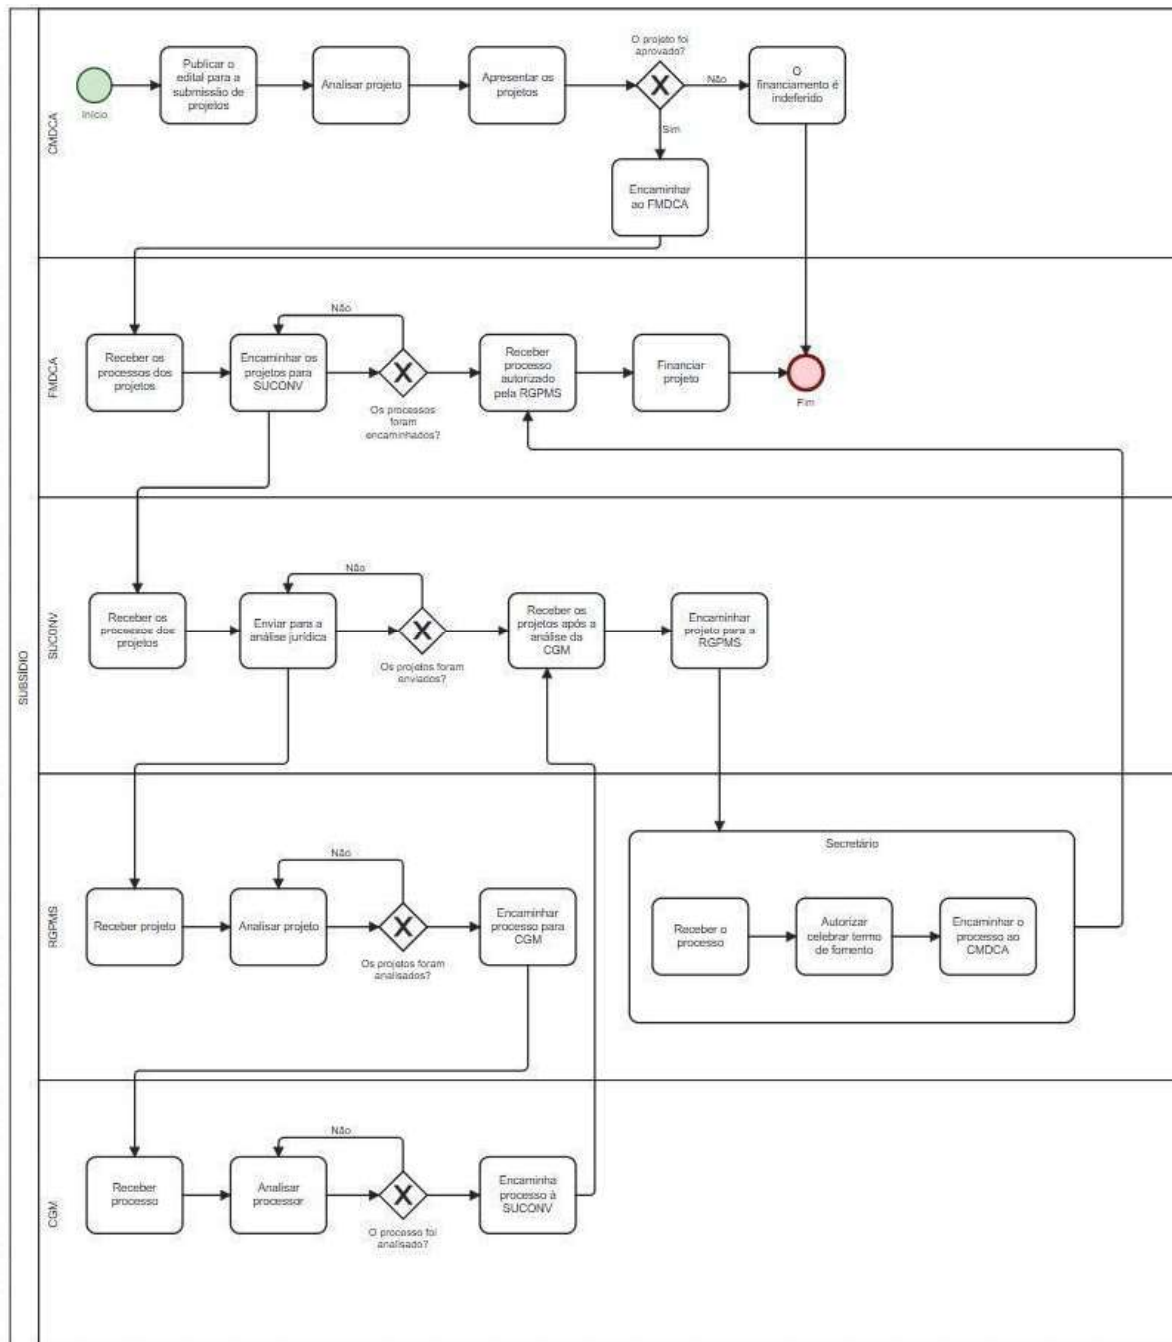 SUBSÍDIO
CMDCA
Início
Publicar o
edital para a
submissão de
projetos
Analisar projeto
Apresentar os
projetos
O projeto foi
aprovado?
Não
Sim
O
financiamento é
indeferido
Encaminhar
ao FMDCA
FMDCA
Receber os
processos dos
projetos
Encaminhar os
projetos para
SUCONV
Não
Os processos
foram
encaminhados?
Receber
processo
autorizado
pela RGPMS
Financiar
projeto
Fim
SUCONV
Receber os
processos dos
projetos
Enviar para a
análise jurídica
Não
Os projetos foram
enviados?
Receber os
projetos após a
análise da
CGM
Encaminhar
projeto para a
RGPMS
RGPMS
Receber projeto
Analisar projeto
Não
Os projetos foram
analisados?
Encaminhar
processo para
CGM
Secretário
Receber o
processo
Autorizar
celebrar termo
de fomento
Encaminhar o
processo ao
CMDCA
CGM
Receber
processo
Analisar
processor
Não
O processo foi
analisado?
Encaminha
processo à
SUCONV